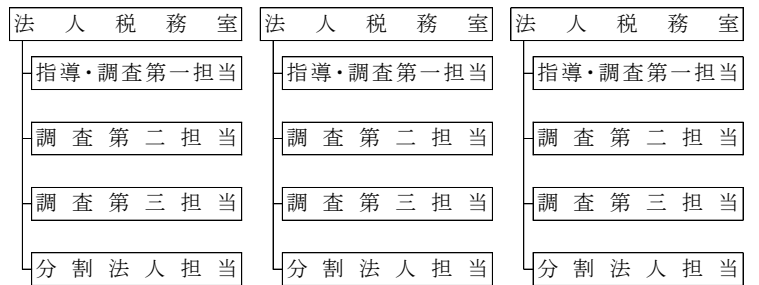 法人税務室 法人税務室 法人税務室
指導・調査第一担当 指導・調査第一担当 指導・調査第一担当
調査第二担当 調査第二担当 調査第二担当
調査第三担当 調査第三担当 調査第三担当
分割法人担当 分割法人担当 分割法人担当